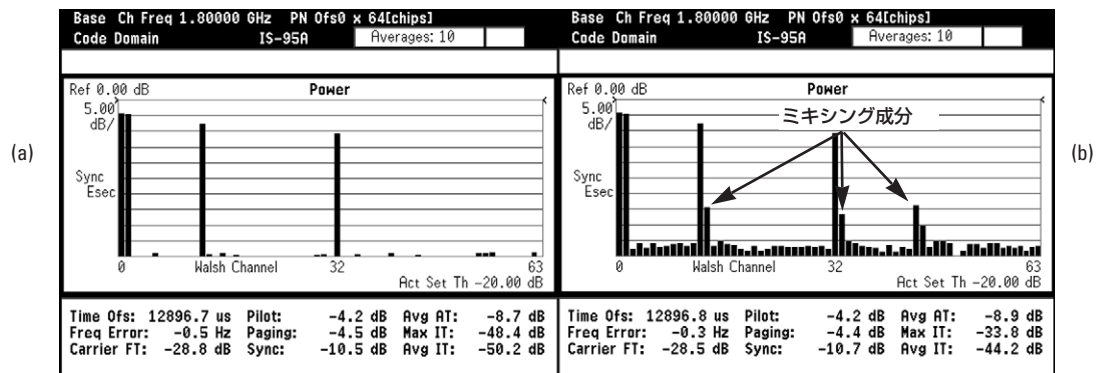 Base Ch Freq 1.80000 GHz PN Ofs0 x 64[chips]
Code Domain IS-95A Averages: 10
Ref 0.00 dB Power
5.00
dB/
Sync
Esec
0 Walsh Channel 32 63
Act Set Th -20.00 dB
Time Ofs: 12896.7 us Pilot: -4.2 dB Avg AT: -8.7 dB
Freq Error: -0.5 Hz Paging: -4.5 dB Max IT: -48.4 dB
Carrier FT: -28.8 dB Sync: -10.5 dB Avg IT: -50.2 dB
(a)
Base Ch Freq 1.80000 GHz PN Ofs0 x 64[chips]
Code Domain IS-95A Averages: 10
Ref 0.00 dB Power
5.00
dB/
ミキシング成分
Sync
Esec
0 Walsh Channel 32 63
Act Set Th -20.00 dB
Time Ofs: 12896.8 us Pilot: -4.2 dB Avg AT: -8.9 dB
Freq Error: -0.3 Hz Paging: -4.4 dB Max IT: -33.8 dB
Carrier FT: -28.5 dB Sync: -10.7 dB Avg IT: -44.2 dB
(b)